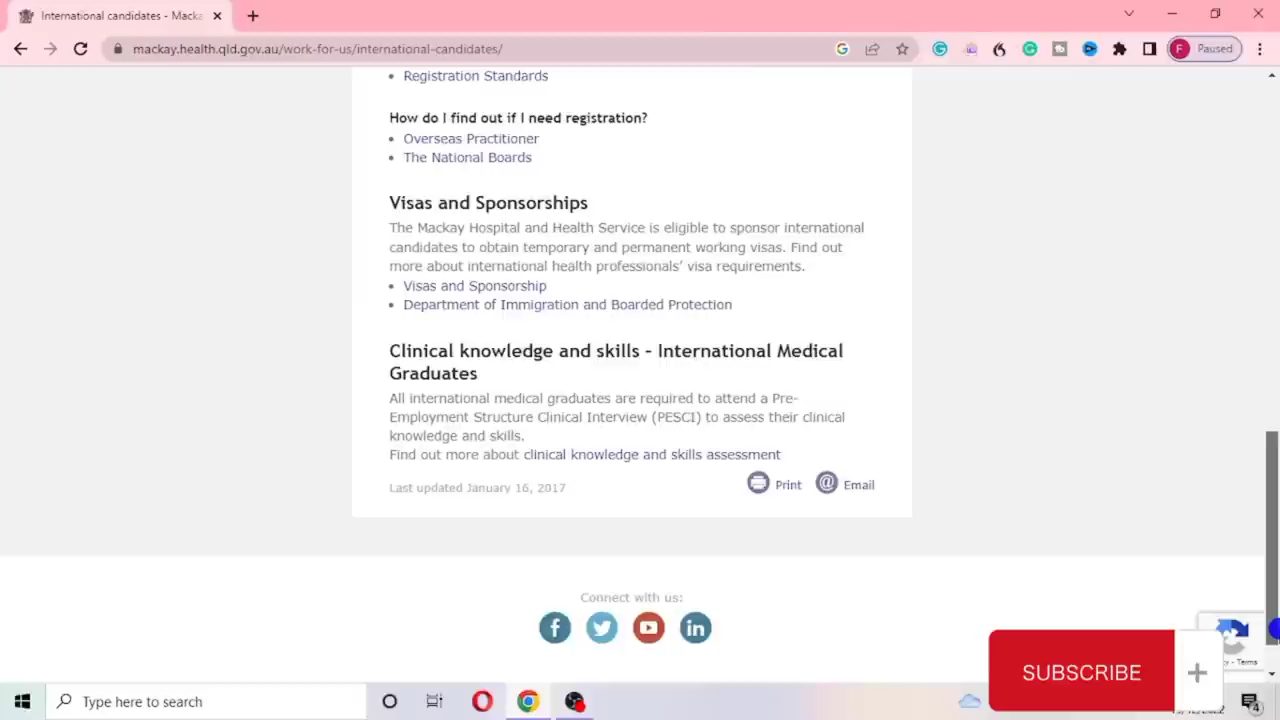 International candidates - Macka
mackay.health.qld.gov.au/work-for-us/international-candidates/
F Paused
Registration Standards
How do I find out if I need registration?
Overseas Practitioner
The National Boards
Visas and Sponsorships
The Mackay Hospital and Health Service is eligible to sponsor international
candidates to obtain temporary and permanent working visas. Find out
more about international health professionals' visa requirements.
Visas and Sponsorship
Department of Immigration and Boarded Protection
Clinical knowledge and skills - International Medical
Graduates
All international medical graduates are required to attend a Pre-
Employment Structure Clinical Interview (PESCI) to assess their clinical
knowledge and skills.
Find out more about clinical knowledge and skills assessment
Last updated January 16, 2017
Print
Email
Connect with us:
- Terms
SUBSCRIBE
Type here to search
4